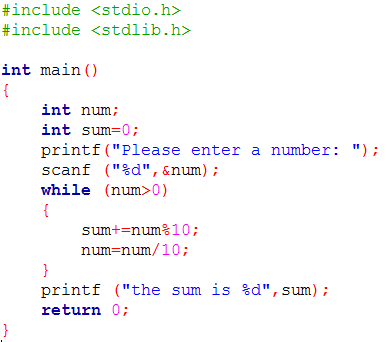 #include <stdio.h>
#include <stdlib.h>

int main()
{
    int num;
    int sum=0;
    printf("Please enter a number: ");
    scanf ("%d",&num);
    while (num>0)
    {
        sum+=num%10;
        num=num/10;
    }
    printf ("the sum is %d",sum);
    return 0;
}